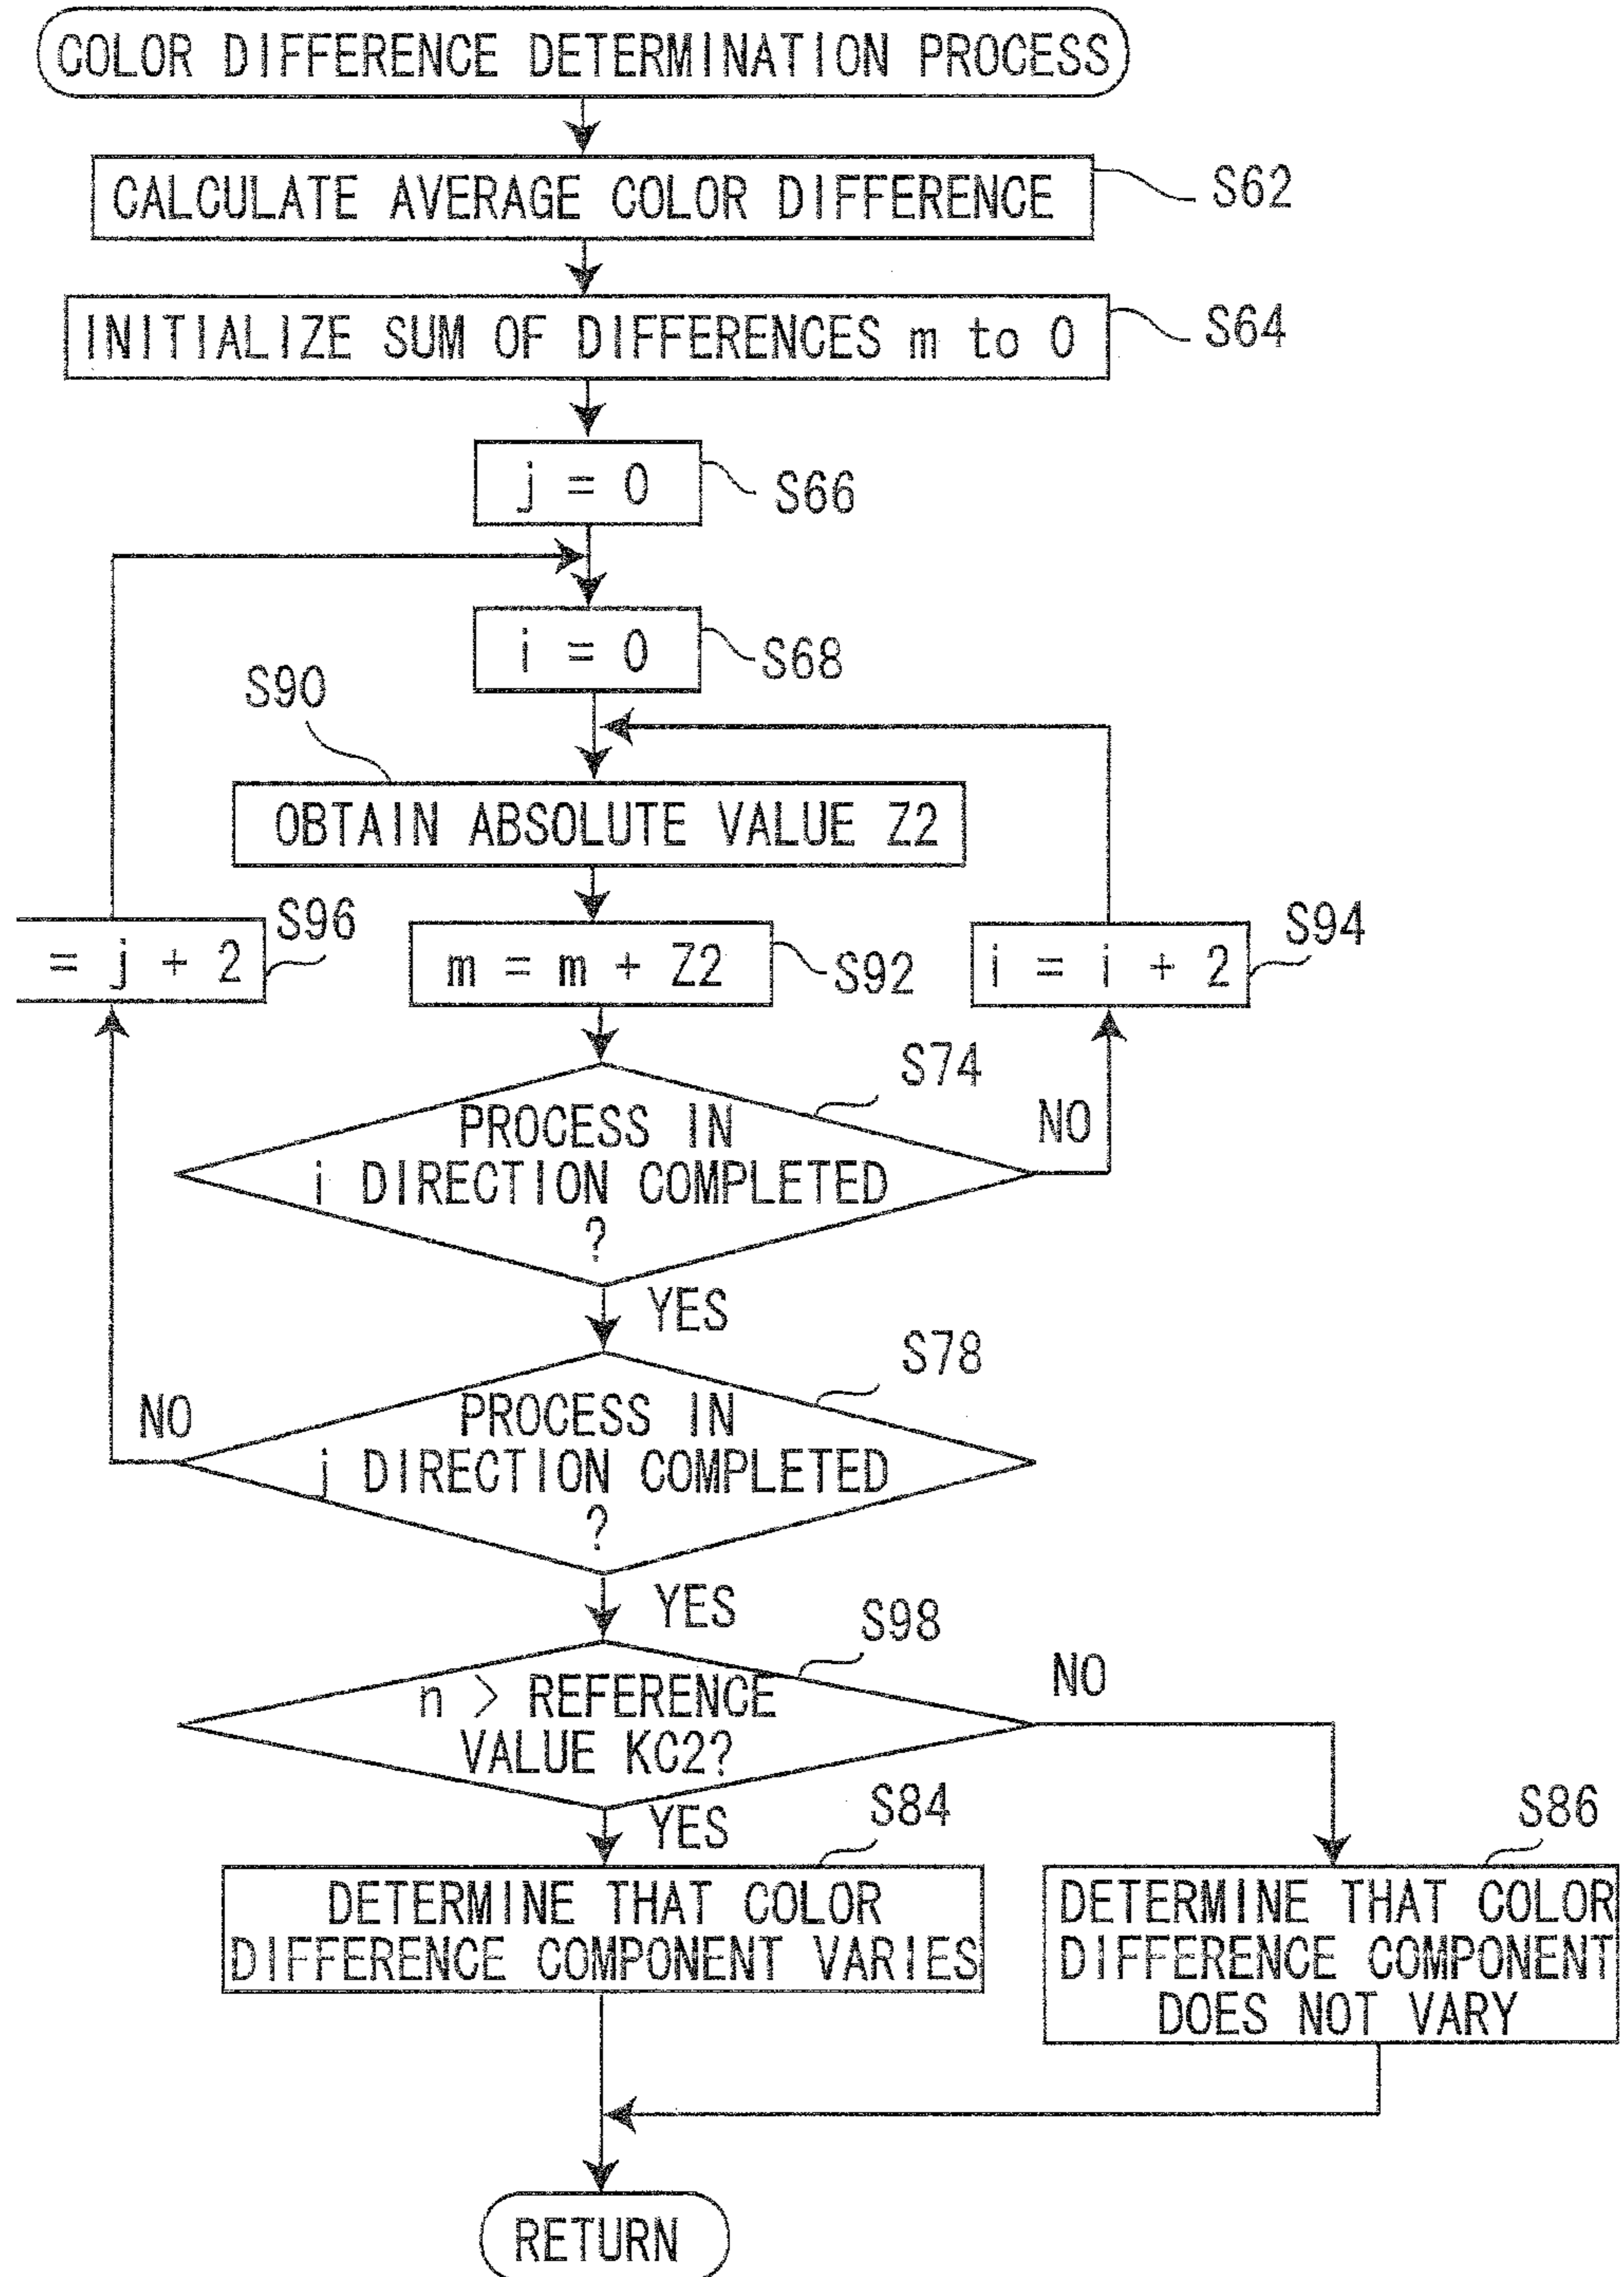 COLOR DIFFERENCE DETERMINATION PROCESS
CALCULATE AVERAGE COLOR DIFFERENCE
S62
INITIALIZE SUM OF DIFFERENCES m to 0
S64
j = 0
S66
i = 0
S68
S90
OBTAIN ABSOLUTE VALUE Z2
= j + 2
S96
m = m + Z2
S92
i = i + 2
S94
S74
PROCESS IN
i DIRECTION COMPLETED
?
NO
YES
S78
PROCESS IN
j DIRECTION COMPLETED
?
NO
YES
S98
n > REFERENCE
VALUE KC2?
NO
YES
S84
DETERMINE THAT COLOR
DIFFERENCE COMPONENT VARIES
S86
DETERMINE THAT COLOR
DIFFERENCE COMPONENT
DOES NOT VARY
RETURN